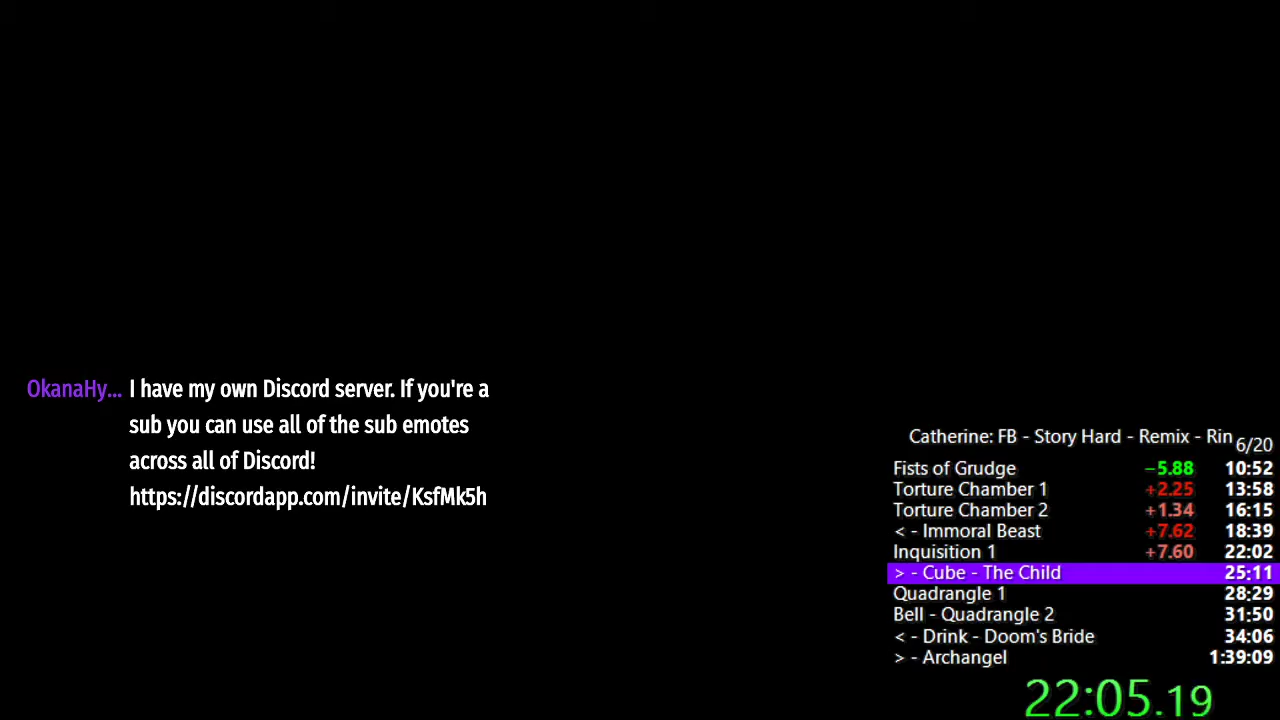 OkanaHy... I have my own Discord server. If you're a
sub you can use all of the sub emotes
across all of Discord!
https://discordapp.com/invite/KsfMk5h
Catherine: FB - Story Hard - Remix - Rin 6/20
Fists of Grudge −5.88 10:52
Torture Chamber 1 +2.25 13:58
Torture Chamber 2 +1.34 16:15
< - Immoral Beast +7.62 18:39
Inquisition 1 +7.60 22:02
> - Cube - The Child 25:11
Quadrangle 1 28:29
Bell - Quadrangle 2 31:50
< - Drink - Doom's Bride 34:06
> - Archangel 1:39:09
22:05.19